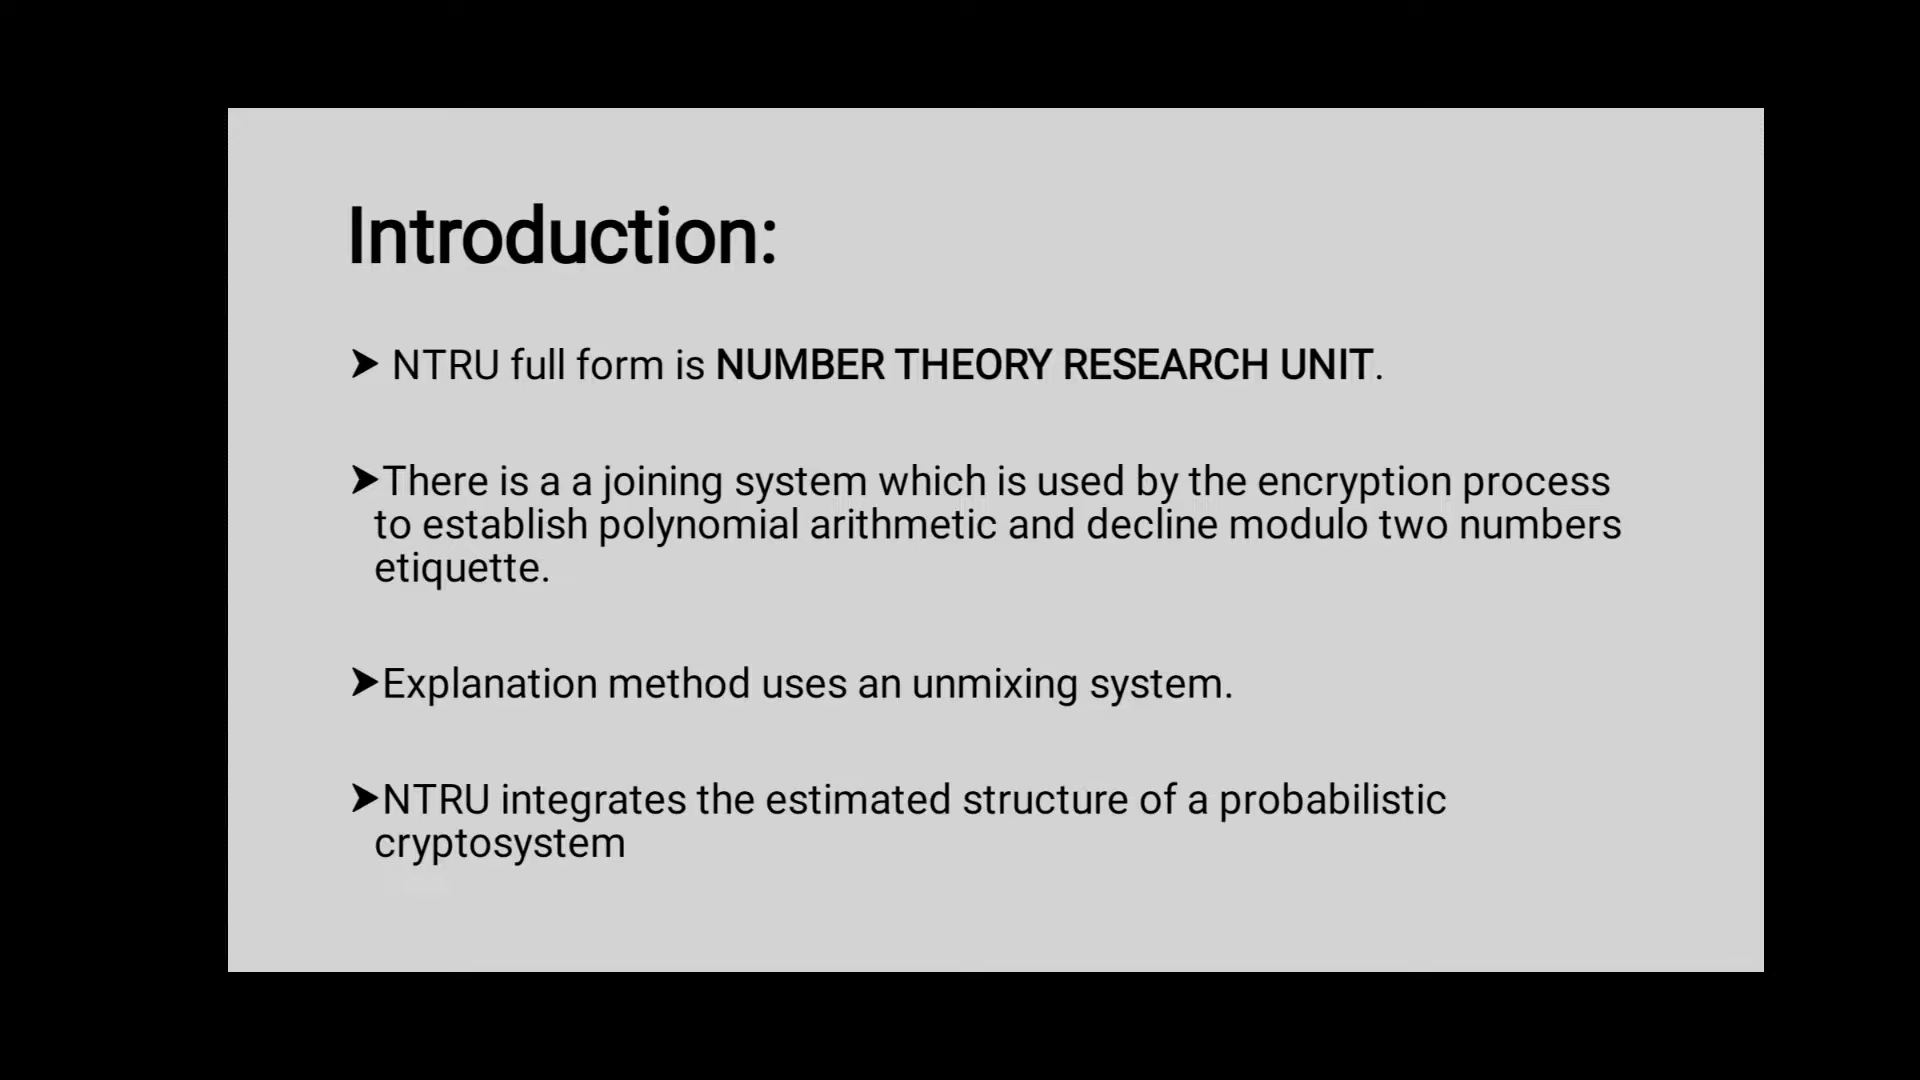 Introduction:
➤ NTRU full form is NUMBER THEORY RESEARCH UNIT.
➤There is a a joining system which is used by the encryption process
to establish polynomial arithmetic and decline modulo two numbers
etiquette.
➤Explanation method uses an unmixing system.
➤NTRU integrates the estimated structure of a probabilistic
cryptosystem